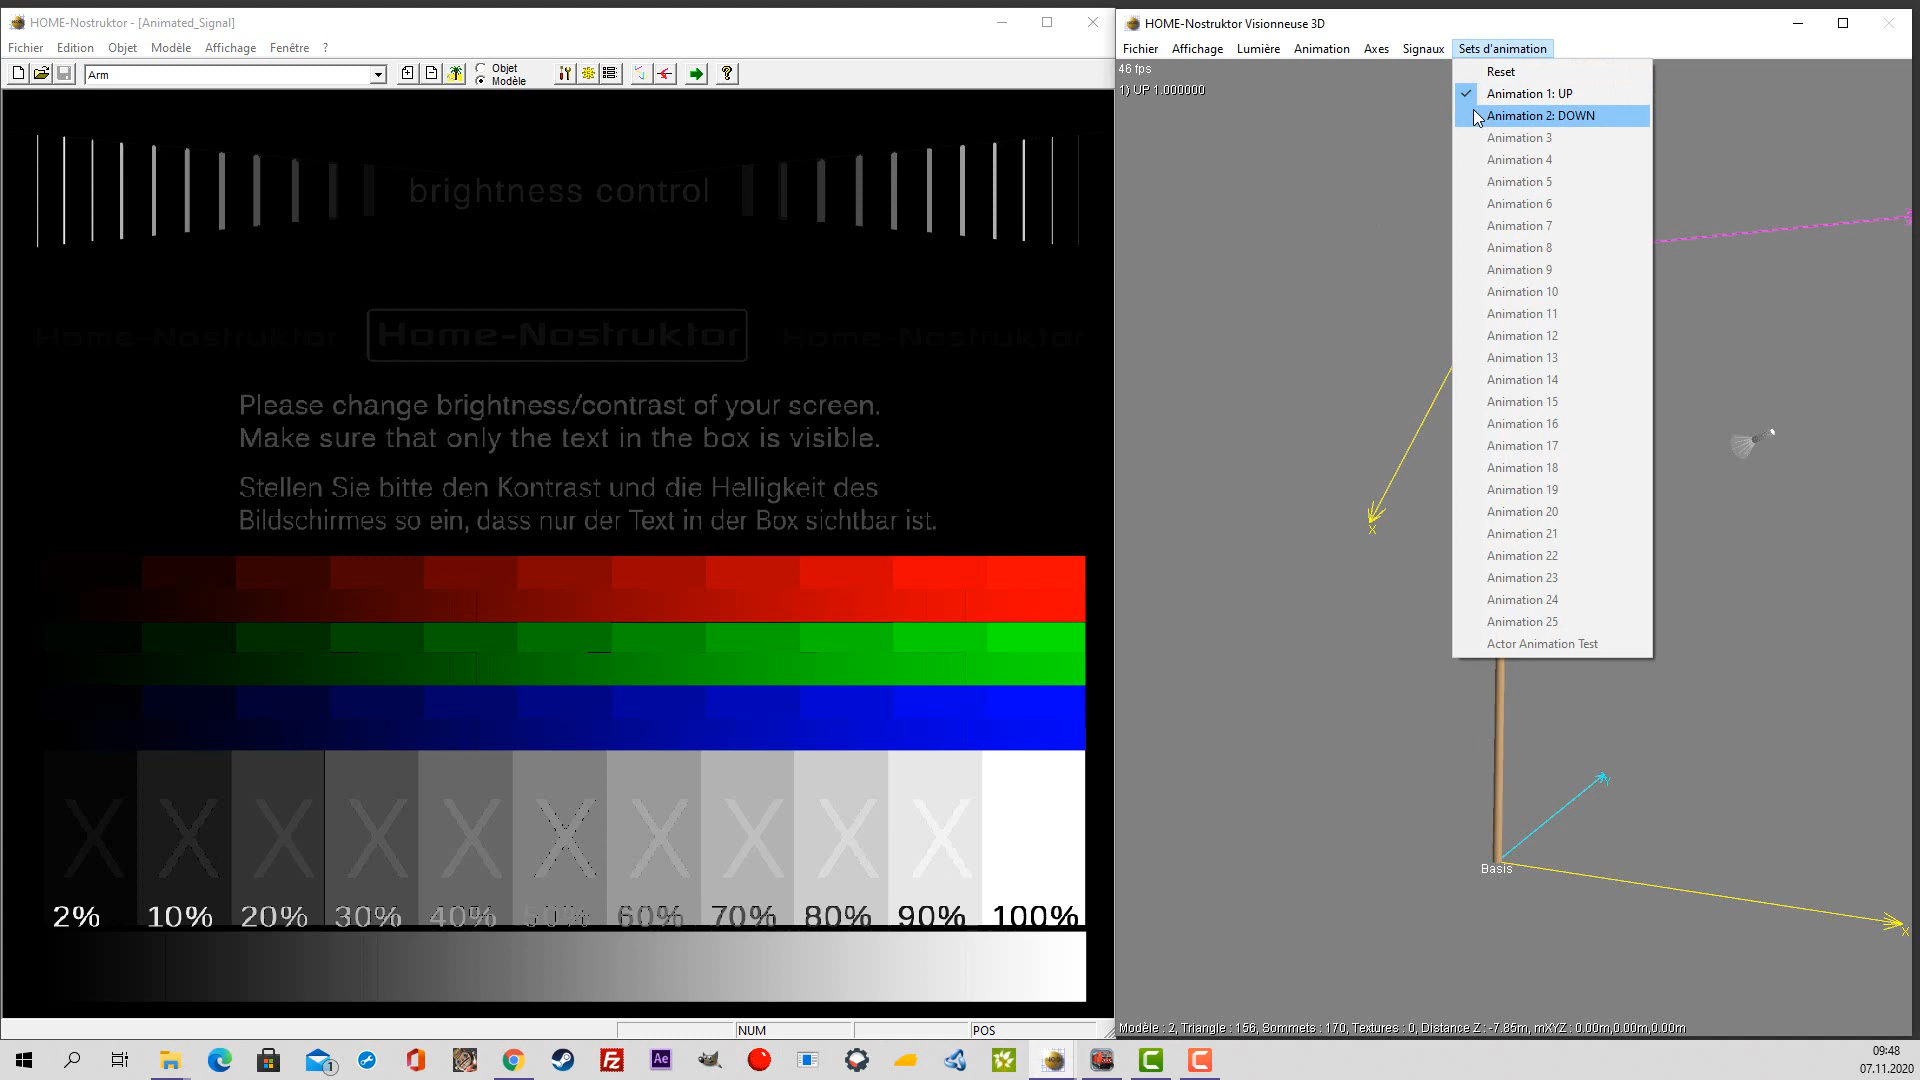 HOME-Nostruktor - [Animated_Signal]
Fichier Edition Objet Modèle Affichage Fenêtre ?
Arm
Objet
Modèle
brightness control
Home-Nostruktor Home-Nostruktor Home-Nostruktor
Please change brightness/contrast of your screen.
Make sure that only the text in the box is visible.
Stellen Sie bitte den Kontrast und die Helligkeit des
Bildschirmes so ein, dass nur der Text in der Box sichtbar ist.
X X X X X X X X X X
2% 10% 20% 30% 40% 50% 60% 70% 80% 90% 100%
NUM POS
HOME-Nostruktor Visionneuse 3D
Fichier Affichage Lumière Animation Axes Signaux Sets d'animation
46 fps
1) UP 1.000000
Reset
Animation 1: UP
Animation 2: DOWN
Animation 3
Animation 4
Animation 5
Animation 6
Animation 7
Animation 8
Animation 9
Animation 10
Animation 11
Animation 12
Animation 13
Animation 14
Animation 15
Animation 16
Animation 17
Animation 18
Animation 19
Animation 20
Animation 21
Animation 22
Animation 23
Animation 24
Animation 25
Actor Animation Test
X
Y
Basis
X
Modèle : 2, Triangle : 156, Sommets : 170, Textures : 0, Distance Z : -7.85m, mXYZ : 0.00m,0.00m,0.00m
1
Ae
09:48
07.11.2020